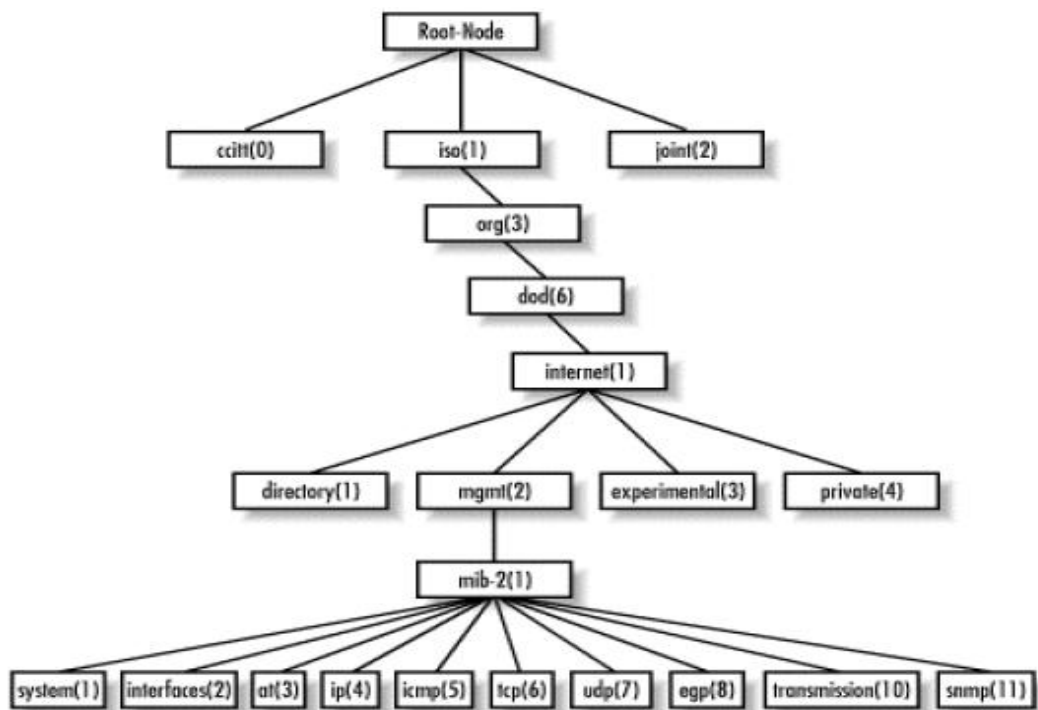 Root-Node
ccitt(0)
iso(1)
joint(2)
org(3)
dod(6)
internet(1)
directory(1)
mgmt(2)
experimental(3)
private(4)
mib-2(1)
system(1)
interfaces(2)
at(3)
ip(4)
icmp(5)
tcp(6)
udp(7)
egp(8)
transmission(10)
snmp(11)